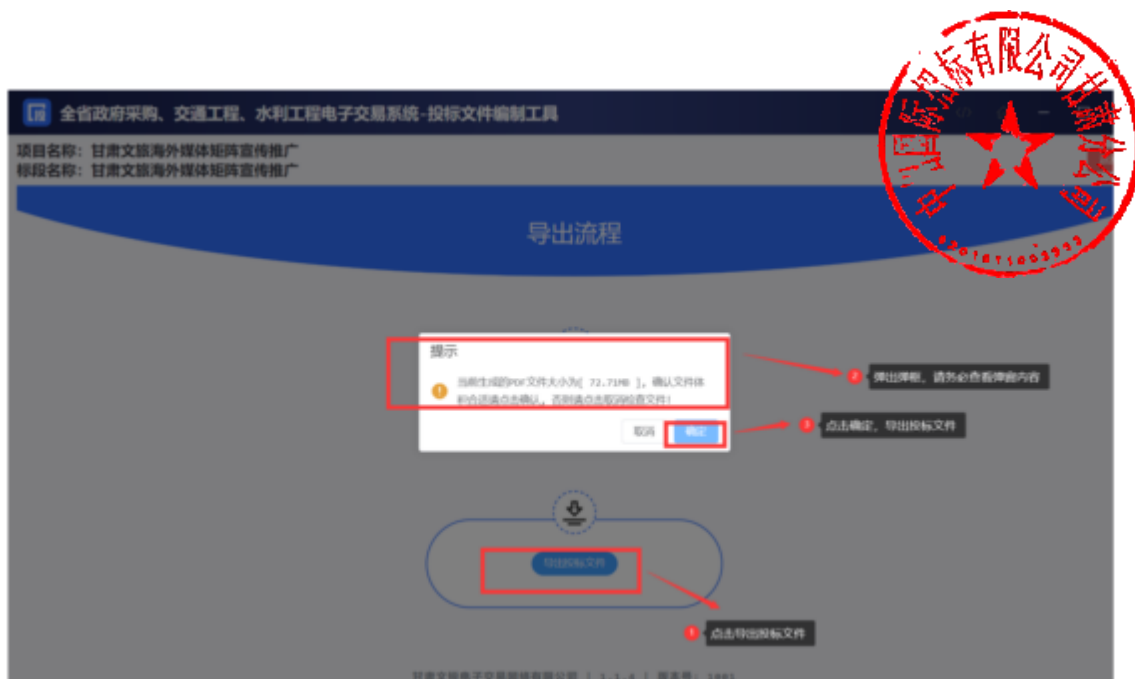 中国国际招标有限公司甘肃分公司
全省政府采购、交通工程、水利工程电子交易系统-投标文件编制工具
项目名称：甘肃文旅海外媒体矩阵宣传推广
标段名称：甘肃文旅海外媒体矩阵宣传推广
导出流程
提示
当前生成的PDF文件大小为[ 72.71MB ]，确认文件体
积合适请点击确认，否则请点击取消检查文件！
取消 确定
2 弹出弹框，请务必查看弹窗内容
3 点击确定，导出投标文件
导出投标文件
1 点击导出投标文件